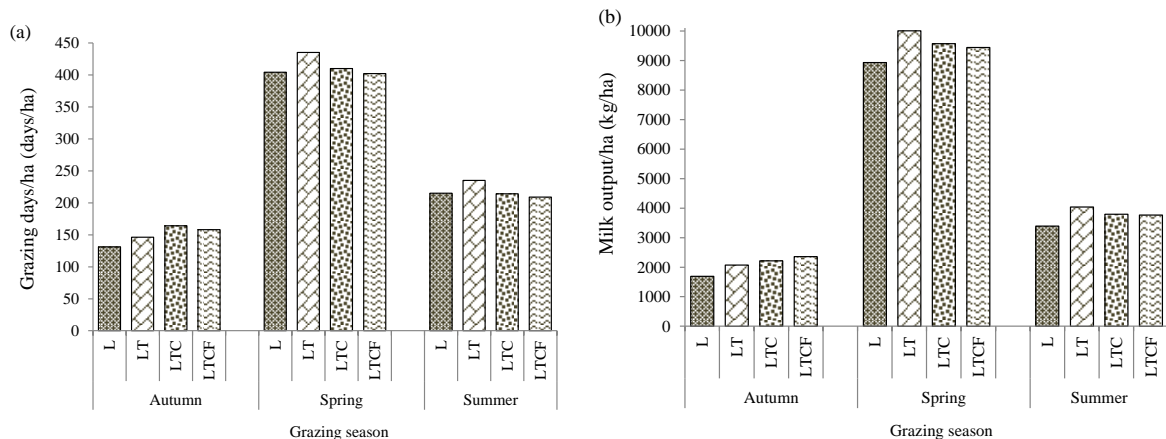 (a)
Grazing days/ha (days/ha)
450
400
350
300
250
200
150
100
50
0
L
LT
LTC
LTCF
L
LT
LTC
LTCF
L
LT
LTC
LTCF
Autumn
Spring
Summer
Grazing season
(b)
Milk output/ha (kg/ha)
10000
9000
8000
7000
6000
5000
4000
3000
2000
1000
0
L
LT
LTC
LTCF
L
LT
LTC
LTCF
L
LT
LTC
LTCF
Autumn
Spring
Summer
Grazing season